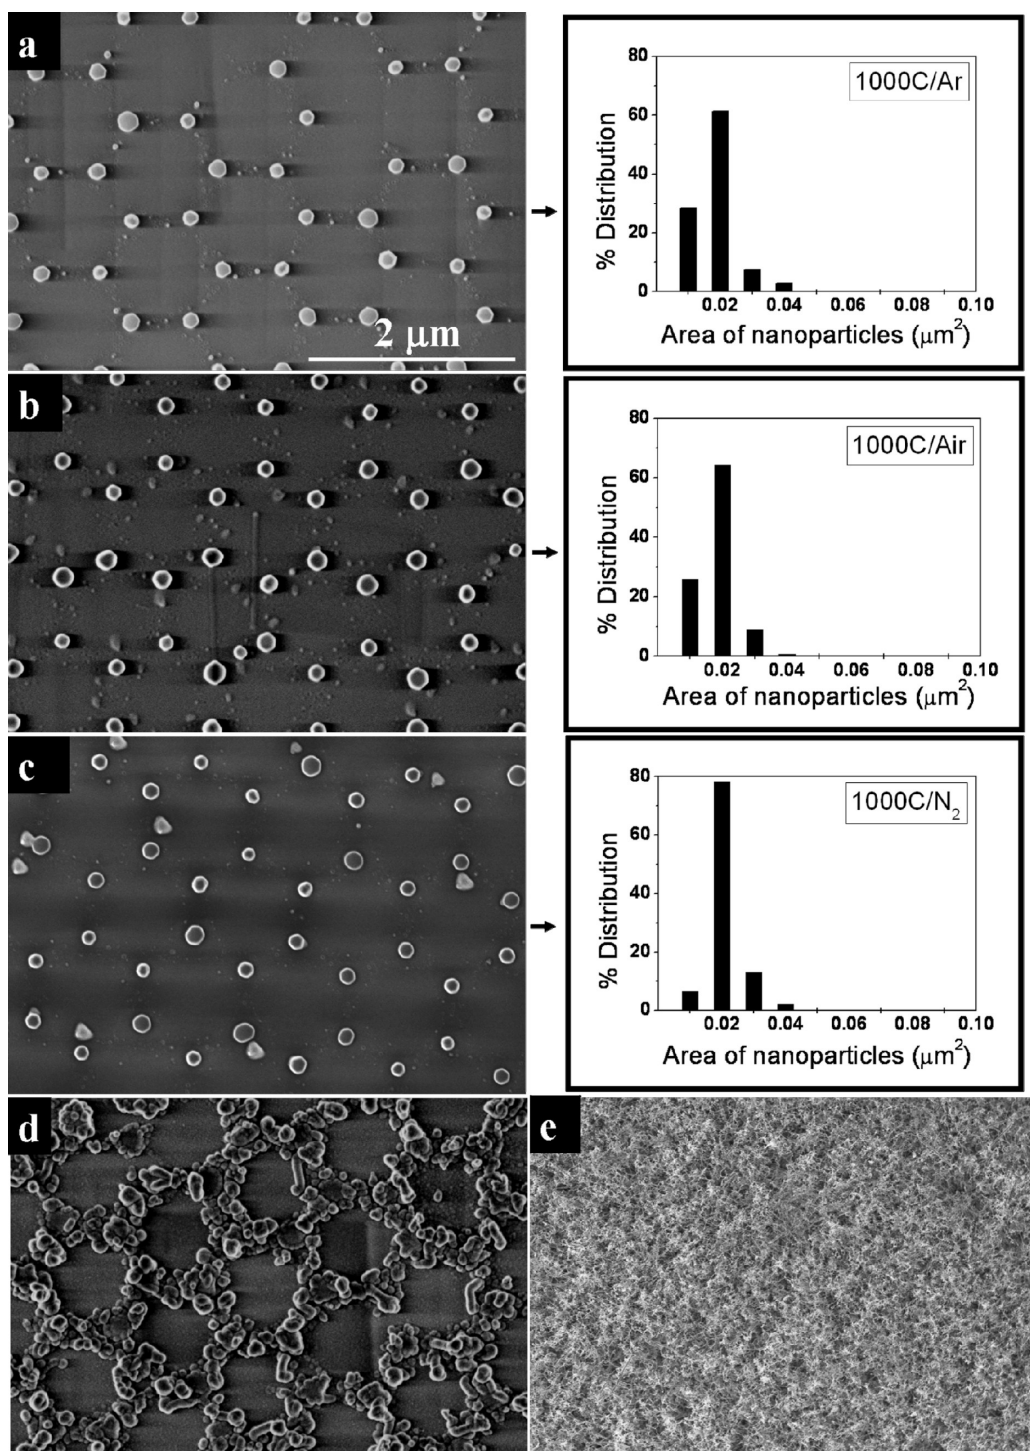 a
2 μm
80
60
40
20
0
% Distribution
1000C/Ar
0.02 0.04 0.06 0.08 0.10
Area of nanoparticles (μm²)
b
80
60
40
20
0
% Distribution
1000C/Air
0.02 0.04 0.06 0.08 0.10
Area of nanoparticles (μm²)
c
80
60
40
20
0
% Distribution
1000C/N₂
0.02 0.04 0.06 0.08 0.10
Area of nanoparticles (μm²)
d
e